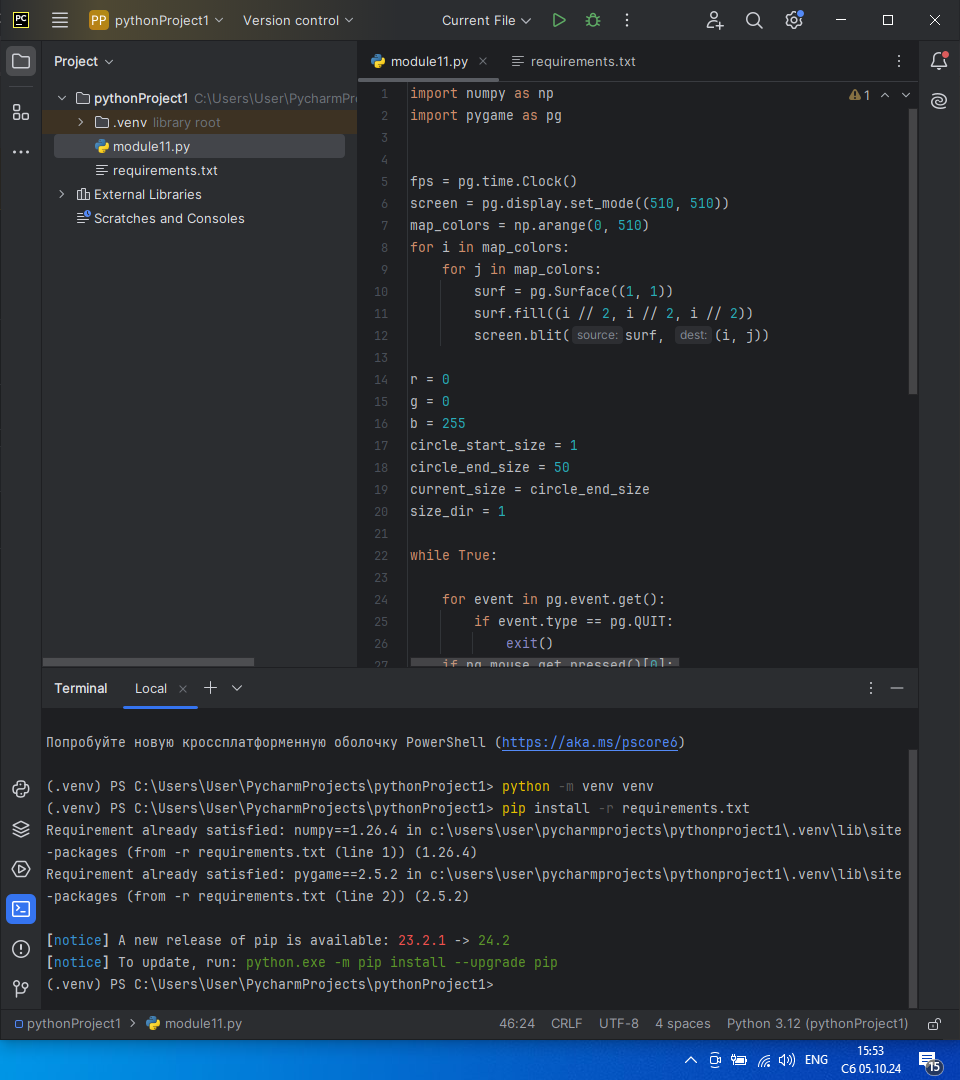 PC PP pythonProject1 Version control Current File
Project
module11.py
requirements.txt
pythonProject1 C:\Users\User\PycharmPr
.venv library root
module11.py
requirements.txt
External Libraries
Scratches and Consoles
1
1 import numpy as np
2 import pygame as pg
3
4
5 fps = pg.time.Clock()
6 screen = pg.display.set_mode((510, 510))
7 map_colors = np.arange(0, 510)
8 for i in map_colors:
9 for j in map_colors:
10 surf = pg.Surface((1, 1))
11 surf.fill((i // 2, i // 2, i // 2))
12 screen.blit( source: surf, dest: (i, j))
13
14 r = 0
15 g = 0
16 b = 255
17 circle_start_size = 1
18 circle_end_size = 50
19 current_size = circle_end_size
20 size_dir = 1
21
22 while True:
23
24 for event in pg.event.get():
25 if event.type == pg.QUIT:
26 exit()
27 if pg.mouse.get_pressed()[0]:
Terminal Local
Попробуйте новую кроссплатформенную оболочку PowerShell (https://aka.ms/pscore6)
(.venv) PS C:\Users\User\PycharmProjects\pythonProject1> python -m venv venv
(.venv) PS C:\Users\User\PycharmProjects\pythonProject1> pip install -r requirements.txt
Requirement already satisfied: numpy==1.26.4 in c:\users\user\pycharmprojects\pythonproject1\.venv\lib\site
-packages (from -r requirements.txt (line 1)) (1.26.4)
Requirement already satisfied: pygame==2.5.2 in c:\users\user\pycharmprojects\pythonproject1\.venv\lib\site
-packages (from -r requirements.txt (line 2)) (2.5.2)
[notice] A new release of pip is available: 23.2.1 -> 24.2
[notice] To update, run: python.exe -m pip install --upgrade pip
(.venv) PS C:\Users\User\PycharmProjects\pythonProject1>
pythonProject1 > module11.py 46:24 CRLF UTF-8 4 spaces Python 3.12 (pythonProject1)
ENG
15:53
Сб 05.10.24
15